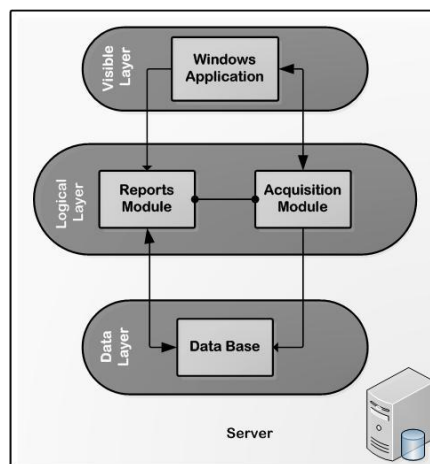 Visible
Layer
Windows
Application
Logical
Layer
Reports
Module
Acquisition
Module
Data
Layer
Data Base
Server